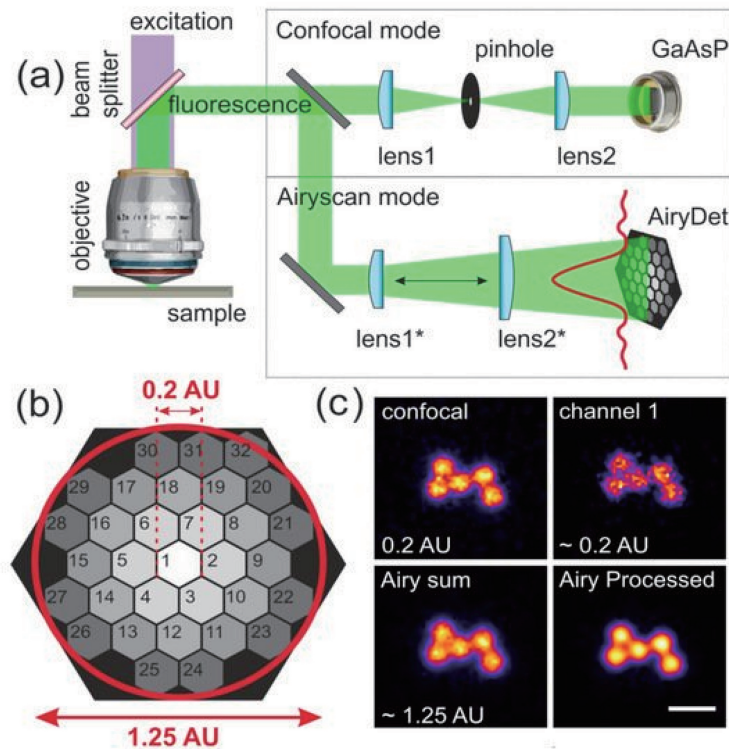 (a)
excitation
beam
splitter
fluorescence
objective
sample
Confocal mode
pinhole
GaAsP
lens1
lens2
Airyscan mode
AiryDet
lens1*
lens2*
(b)
0.2 AU
30 31 32
29 17 18 19 20
28 16 6 7 8 21
15 5 1 2 9
27 14 4 3 10 22
26 13 12 11 23
25 24
1.25 AU
(c)
confocal
0.2 AU
channel 1
~ 0.2 AU
Airy sum
~ 1.25 AU
Airy Processed